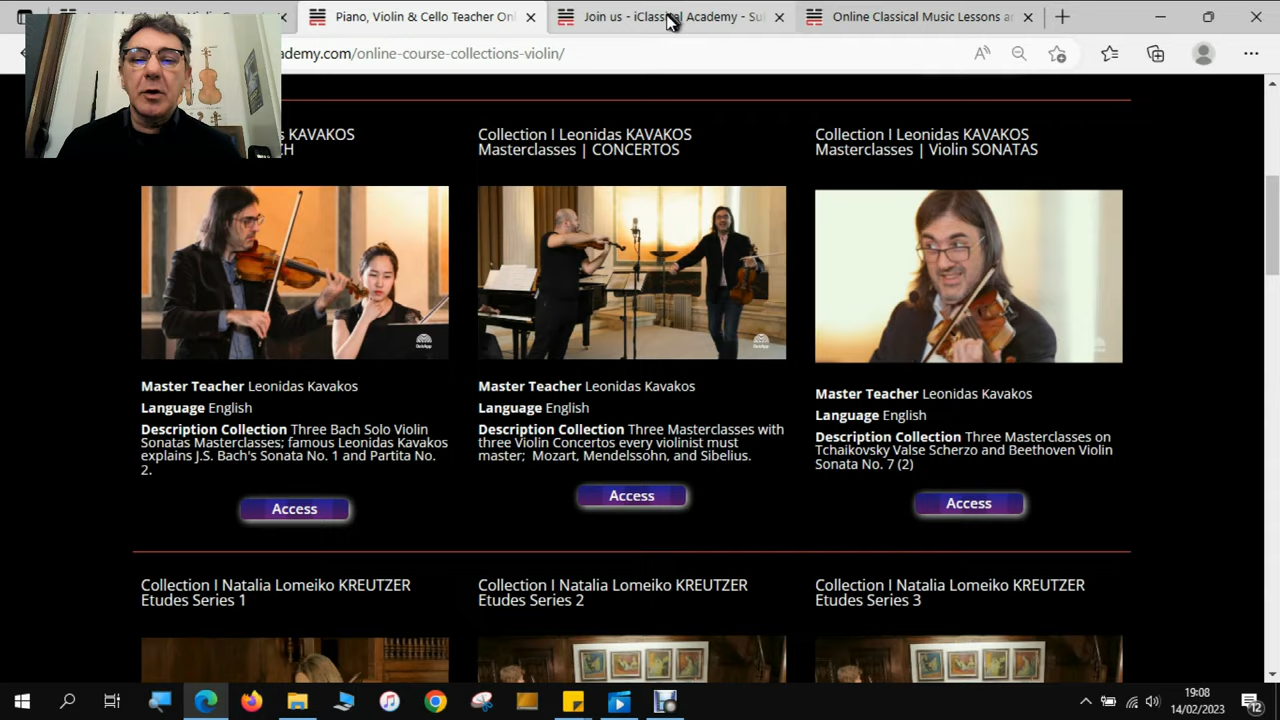 Piano, Violin & Cello Teacher Onl
Join us - iClassical Academy - Su
Online Classical Music Lessons a
ademy.com/online-course-collections-violin/
s KAVAKOS
CH
Collection I Leonidas KAVAKOS
Masterclasses | CONCERTOS
Collection I Leonidas KAVAKOS
Masterclasses | Violin SONATAS
Master Teacher Leonidas Kavakos
Language English
Description Collection Three Bach Solo Violin
Sonatas Masterclasses; famous Leonidas Kavakos
explains J.S. Bach's Sonata No. 1 and Partita No.
2.
Access
Master Teacher Leonidas Kavakos
Language English
Description Collection Three Masterclasses with
three Violin Concertos every violinist must
master; Mozart, Mendelssohn, and Sibelius.
Access
Master Teacher Leonidas Kavakos
Language English
Description Collection Three Masterclasses on
Tchaikovsky Valse Scherzo and Beethoven Violin
Sonata No. 7 (2)
Access
Collection I Natalia Lomeiko KREUTZER
Etudes Series 1
Collection I Natalia Lomeiko KREUTZER
Etudes Series 2
Collection I Natalia Lomeiko KREUTZER
Etudes Series 3
19:08
14/02/2023
12